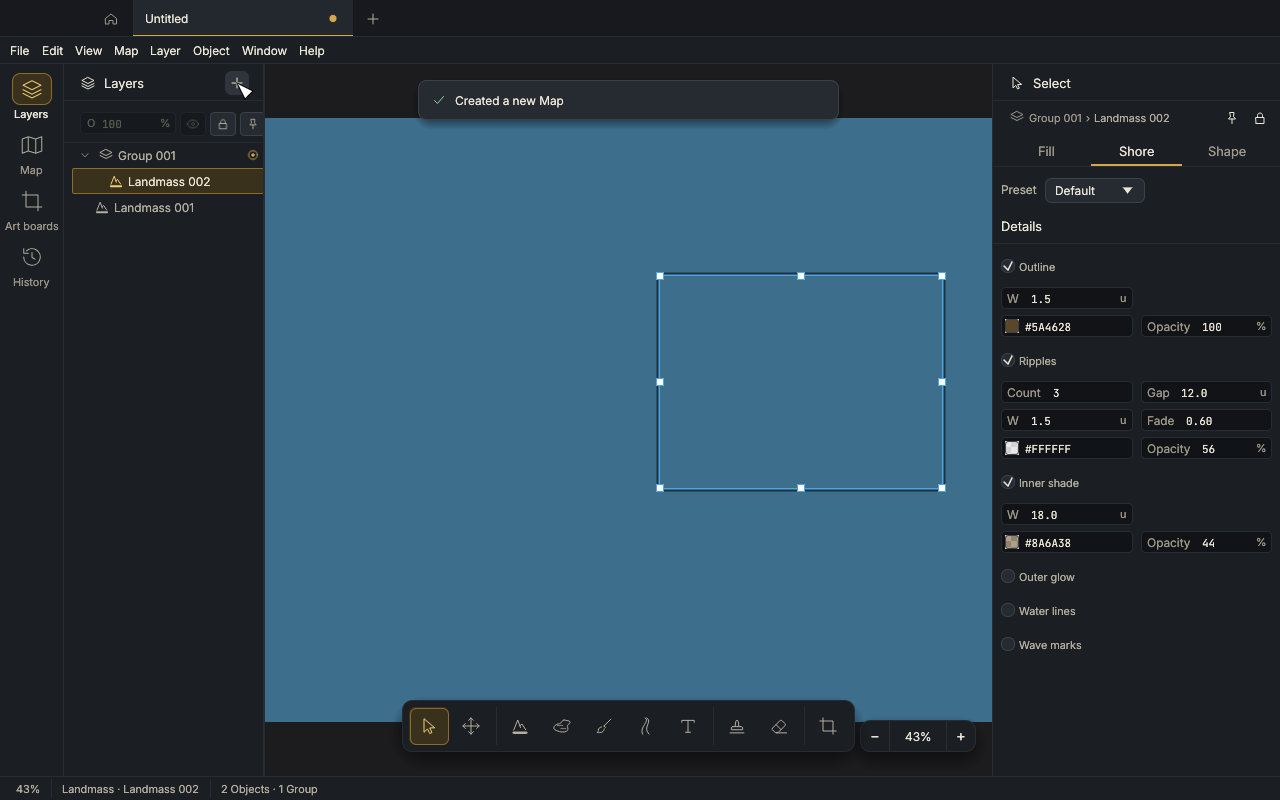 Untitled
File Edit View Map Layer Object Window Help
Layers
Map
Art boards
History
Layers
O 100 %
Group 001
Landmass 002
Landmass 001
Created a new Map
43%
Select
Group 001 › Landmass 002
Fill Shore Shape
Preset Default
Details
Outline
W 1.5 u
#5A4628 Opacity 100 %
Ripples
Count 3 Gap 12.0 u
W 1.5 u Fade 0.60
#FFFFFF Opacity 56 %
Inner shade
W 18.0 u
#8A6A38 Opacity 44 %
Outer glow
Water lines
Wave marks
43% Landmass · Landmass 002 2 Objects · 1 Group